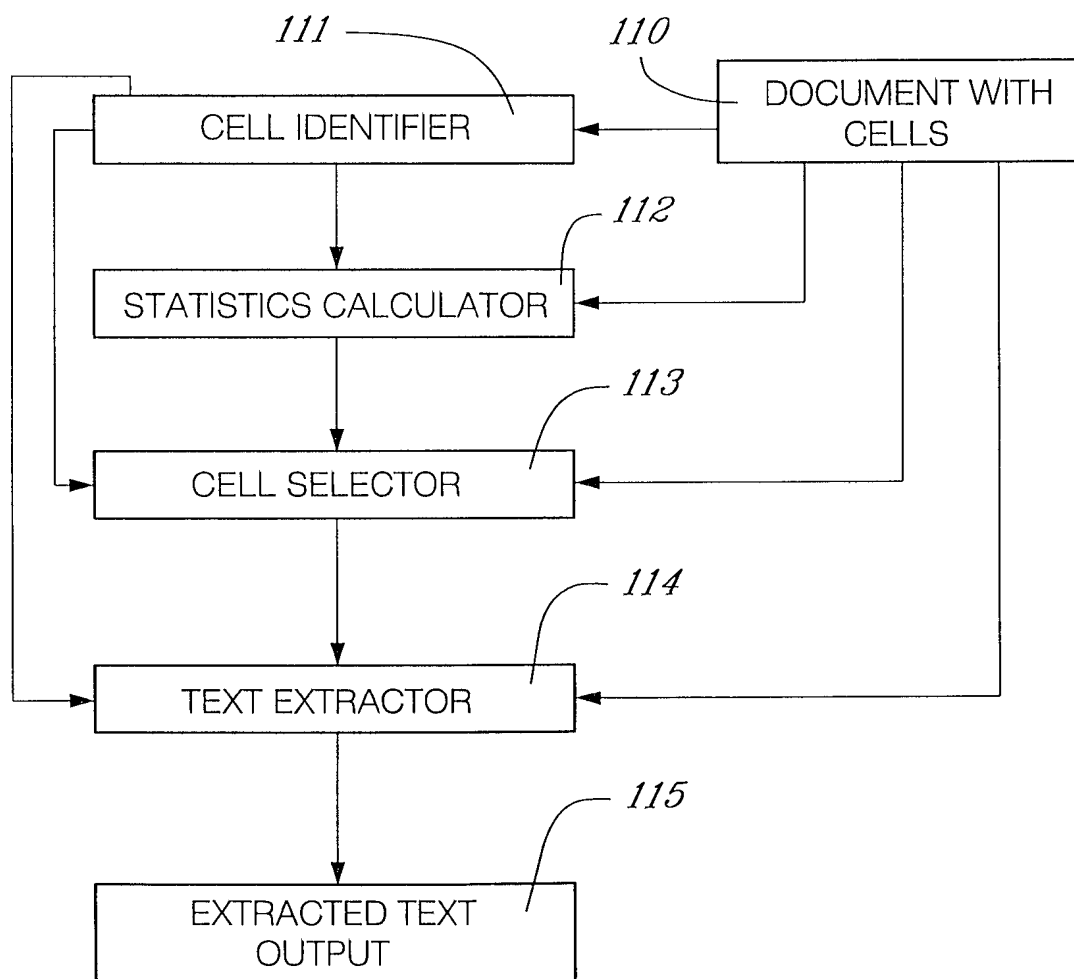 111
110
CELL IDENTIFIER
DOCUMENT WITH
CELLS
112
STATISTICS CALCULATOR
113
CELL SELECTOR
114
TEXT EXTRACTOR
115
EXTRACTED TEXT
OUTPUT